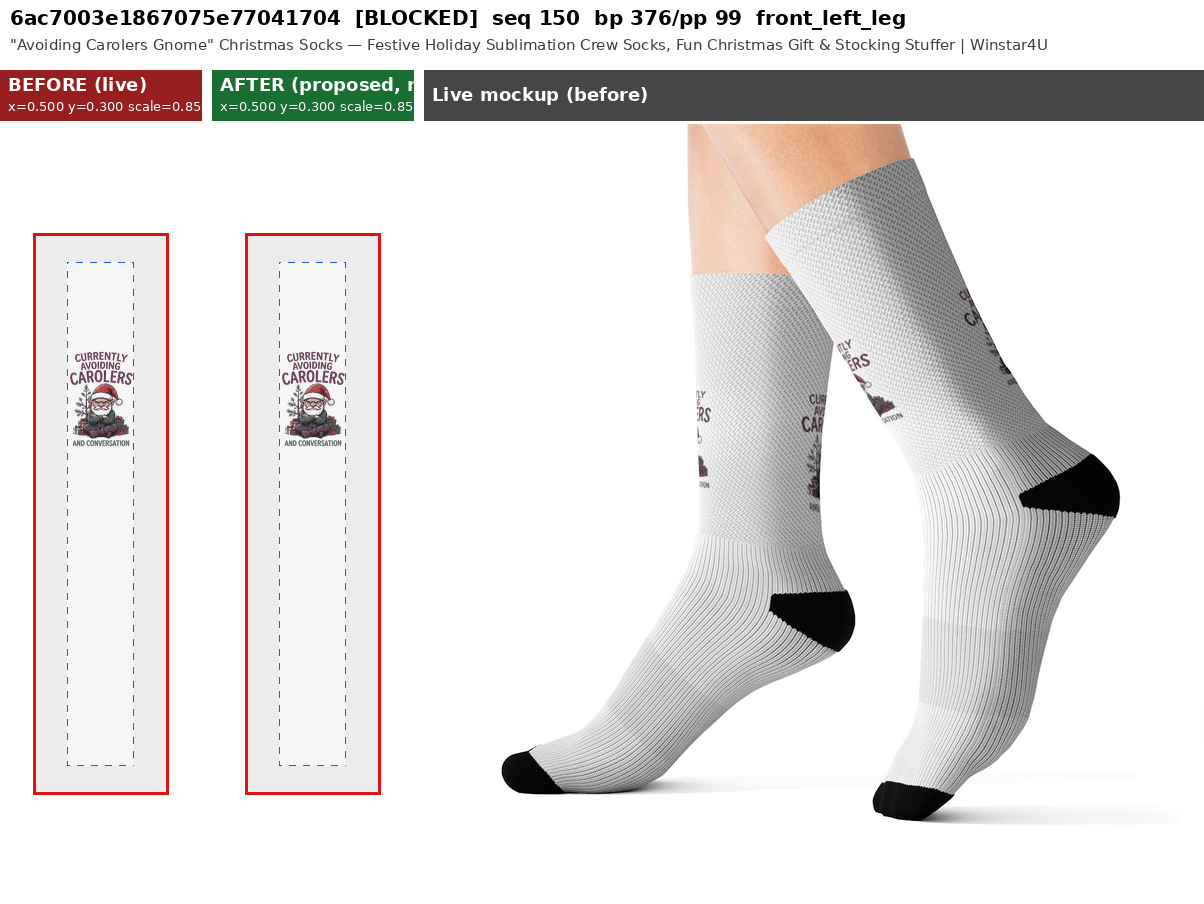 6ac7003e1867075e77041704 [BLOCKED] seq 150 bp 376/pp 99 front_left_leg
"Avoiding Carolers Gnome" Christmas Socks — Festive Holiday Sublimation Crew Socks, Fun Christmas Gift & Stocking Stuffer | Winstar4U
BEFORE (live)
x=0.500 y=0.300 scale=0.85
AFTER (proposed,
x=0.500 y=0.300 scale=0.85
Live mockup (before)
CURRENTLY
AVOIDING
CAROLERS
AND CONVERSATION
CURRENTLY
AVOIDING
CAROLERS
AND CONVERSATION